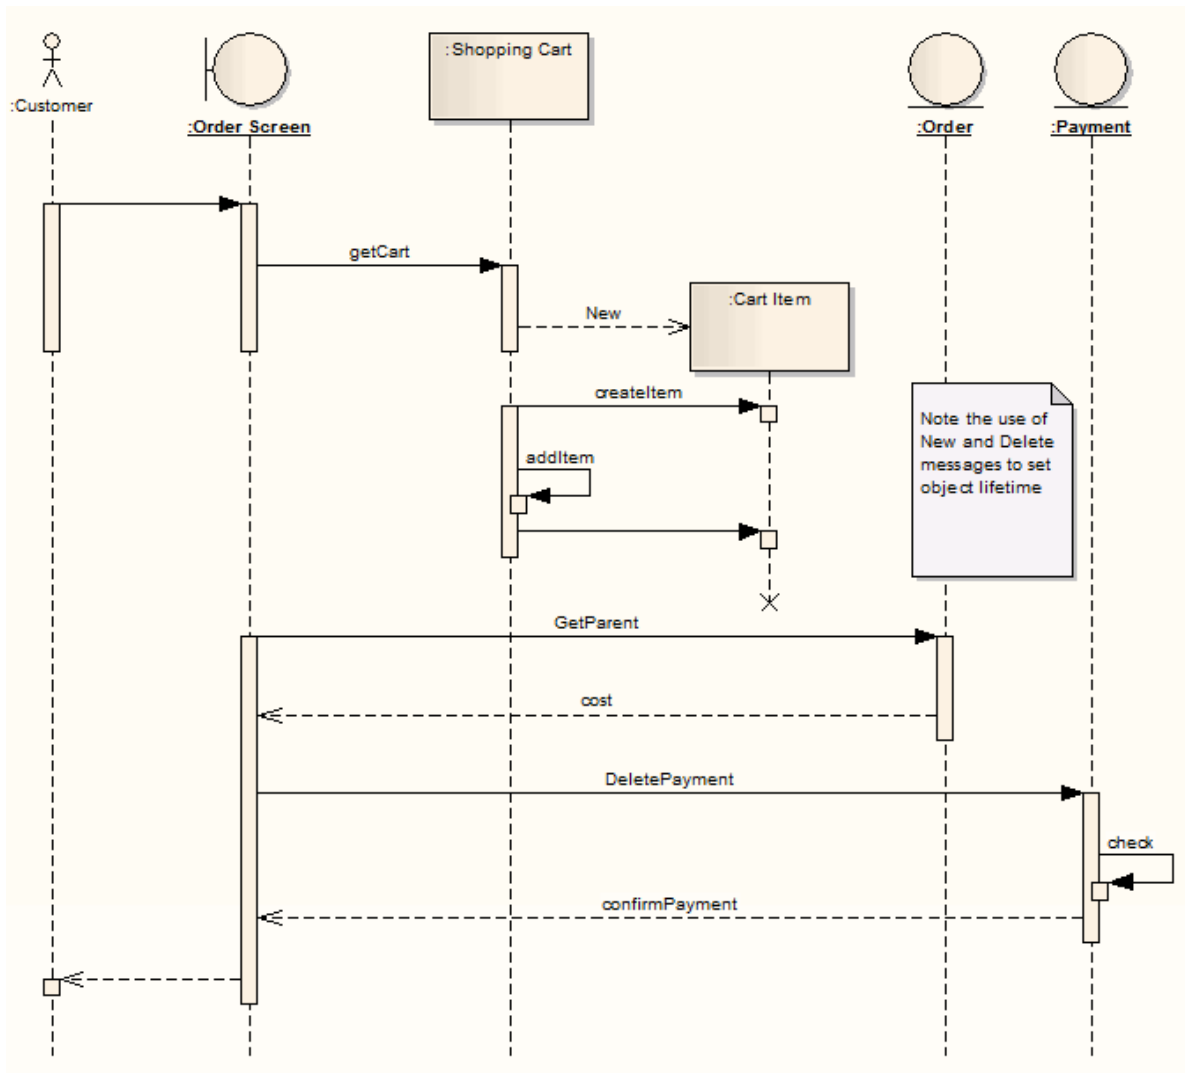 :Customer
:Order Screen
:Shopping Cart
:Order
:Payment
getCart
New
:Cart Item
createItem
Note the use of
New and Delete
messages to set
object lifetime
addItem
GetParent
cost
DeletePayment
check
confirmPayment